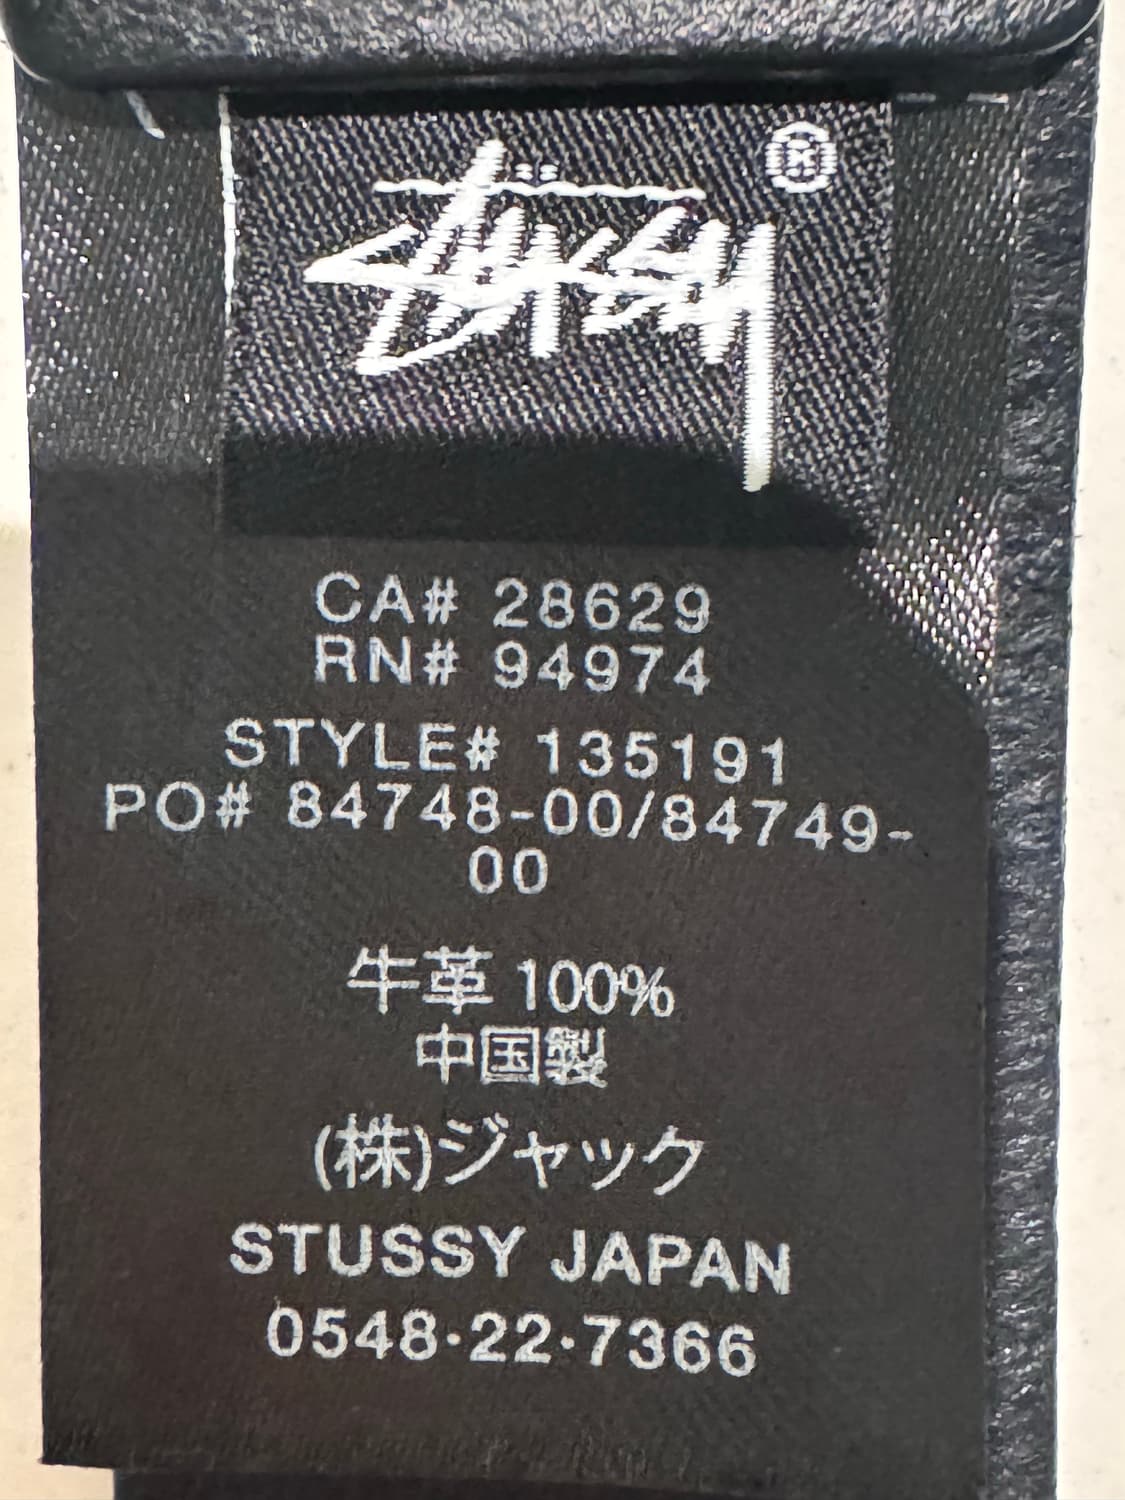 Stüssy ®
CA# 28629
RN# 94974
STYLE# 135191
PO# 84748-00/84749-
00
牛革 100%
中国製
(株)ジャック
STUSSY JAPAN
0548·22·7366